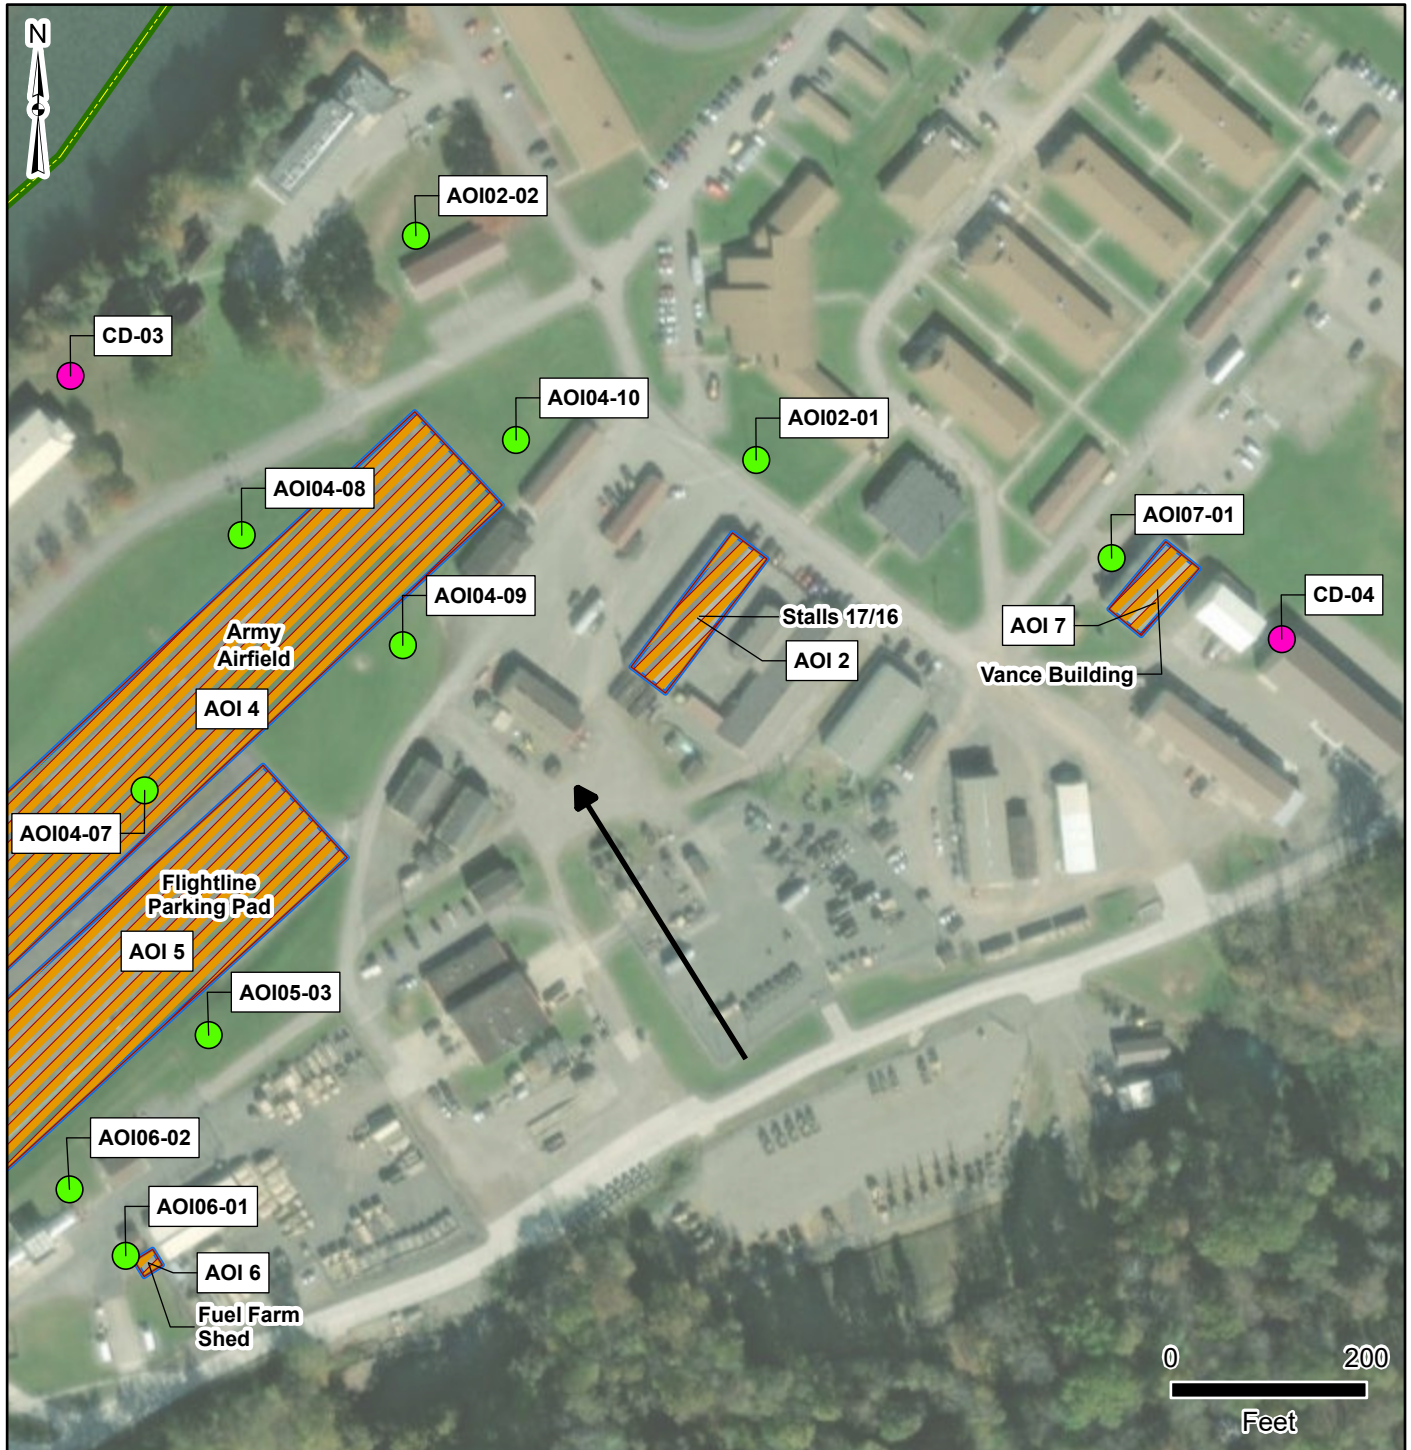 N
AOI02-02
CD-03
AOI04-10
AOI02-01
AOI04-08
AOI07-01
AOI04-09
CD-04
Stalls 17/16
AOI 7
Army
Airfield
AOI 2
Vance Building
AOI 4
AOI04-07
Flightline
Parking Pad
AOI 5
AOI05-03
AOI06-02
AOI06-01
AOI 6
Fuel Farm
Shed
0 200
Feet